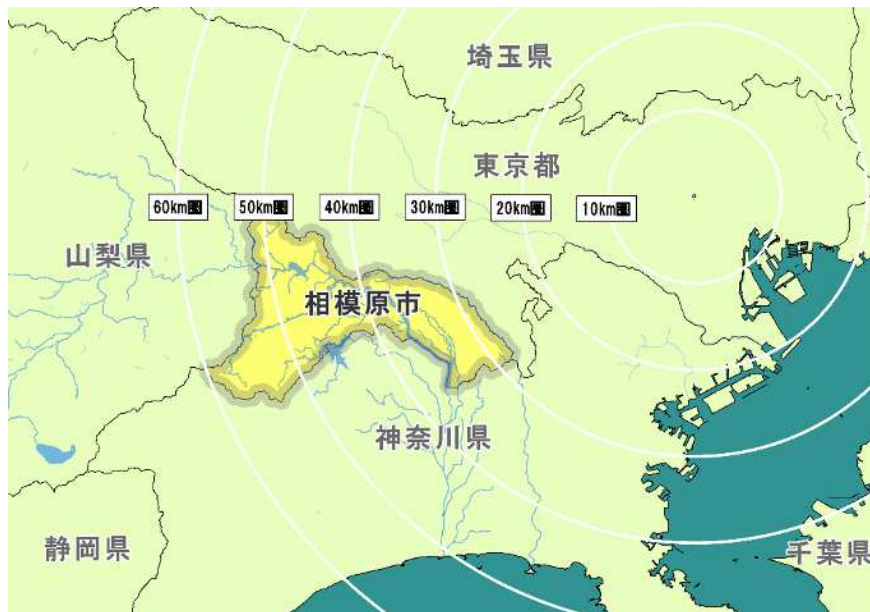 埼玉県
東京都
60km圏
50km圏
40km圏
30km圏
20km圏
10km圏
山梨県
相模原市
神奈川県
静岡県
千葉県